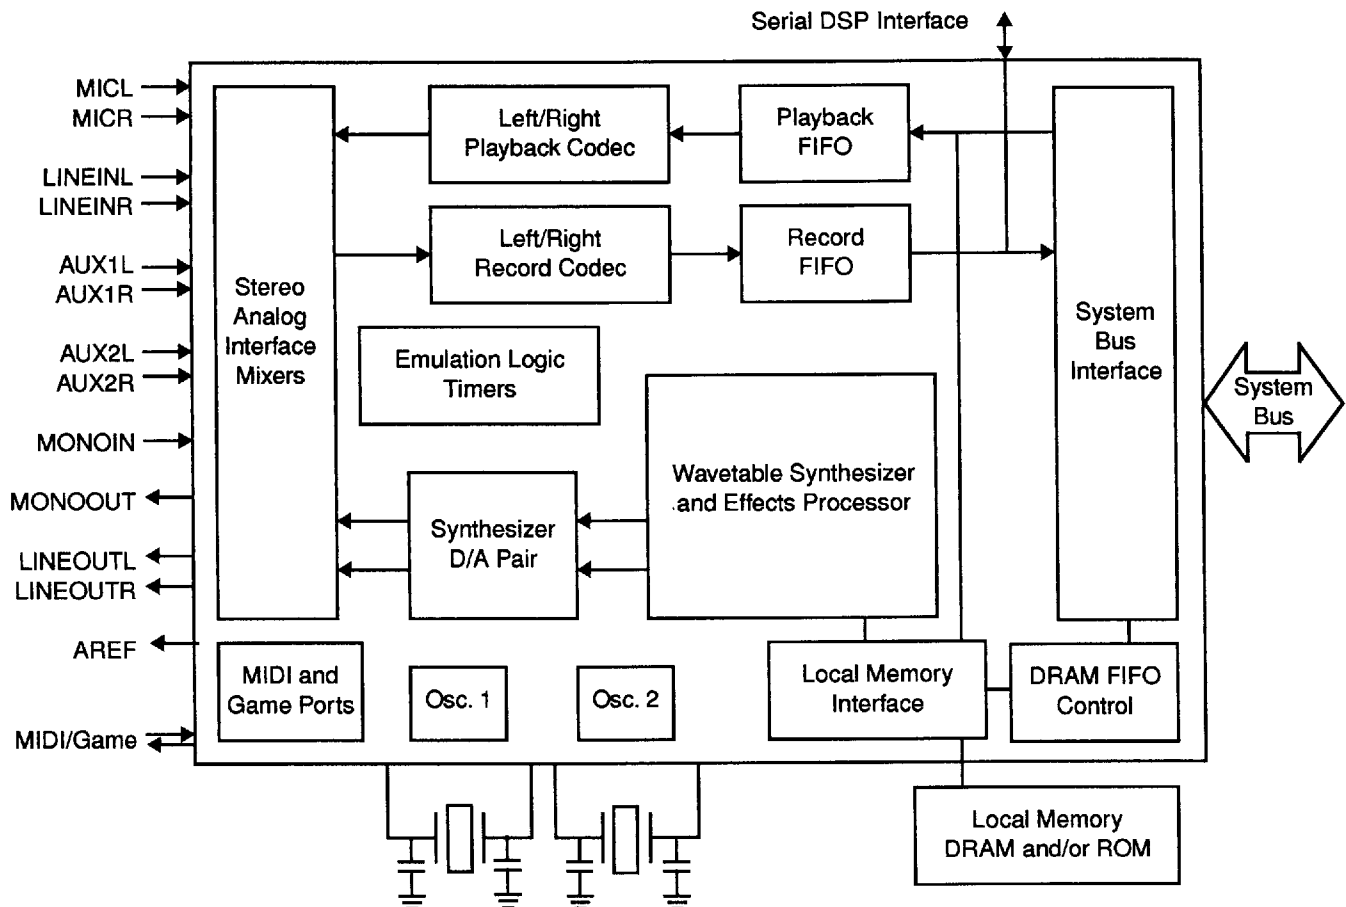 Serial DSP Interface
MICL
MICR
LINEINL
LINEINR
AUX1L
AUX1R
AUX2L
AUX2R
MONOIN
MONOOUT
LINEOUTL
LINEOUTR
AREF
MIDI/Game
Stereo
Analog
Interface
Mixers
Left/Right
Playback Codec
Playback
FIFO
Left/Right
Record Codec
Record
FIFO
Emulation Logic
Timers
System
Bus
Interface
System
Bus
Wavetable Synthesizer
and Effects Processor
Synthesizer
D/A Pair
MIDI and
Game Ports
Osc. 1
Osc. 2
Local Memory
Interface
DRAM FIFO
Control
Local Memory
DRAM and/or ROM